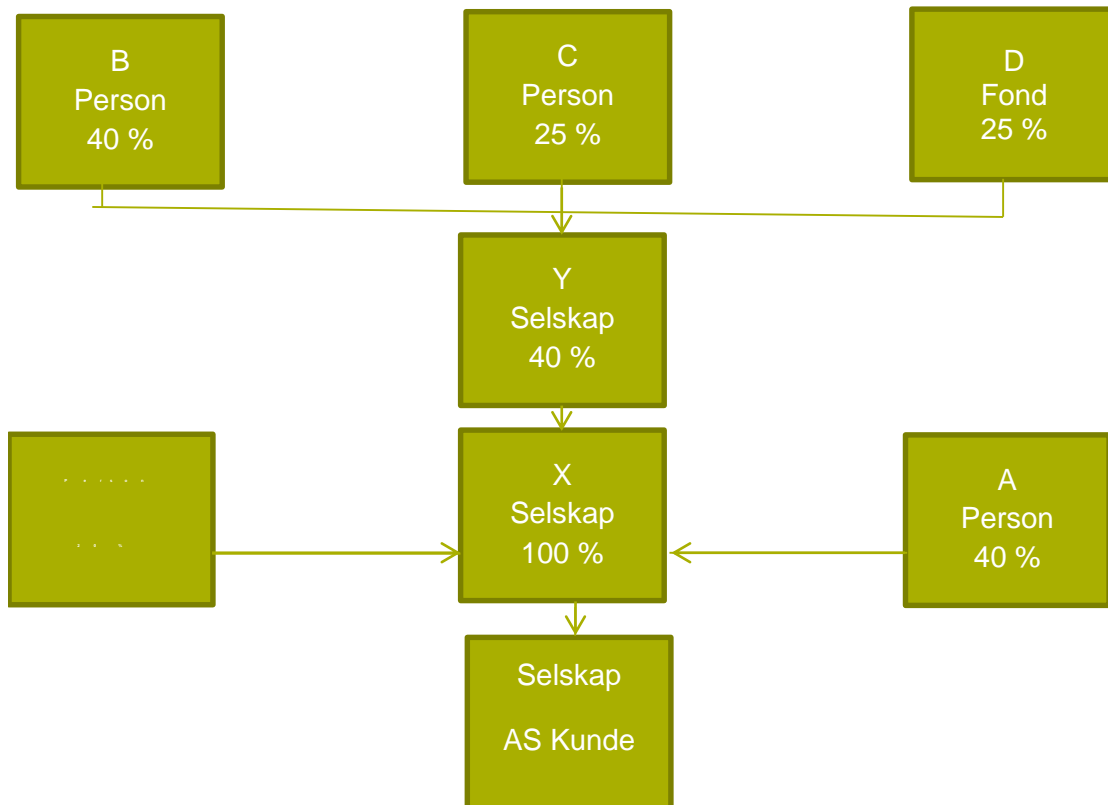 B
Person
40 %
C
Person
25 %
D
Fond
25 %
Y
Selskap
40 %
X
Selskap
100 %
A
Person
40 %
Selskap
AS Kunde